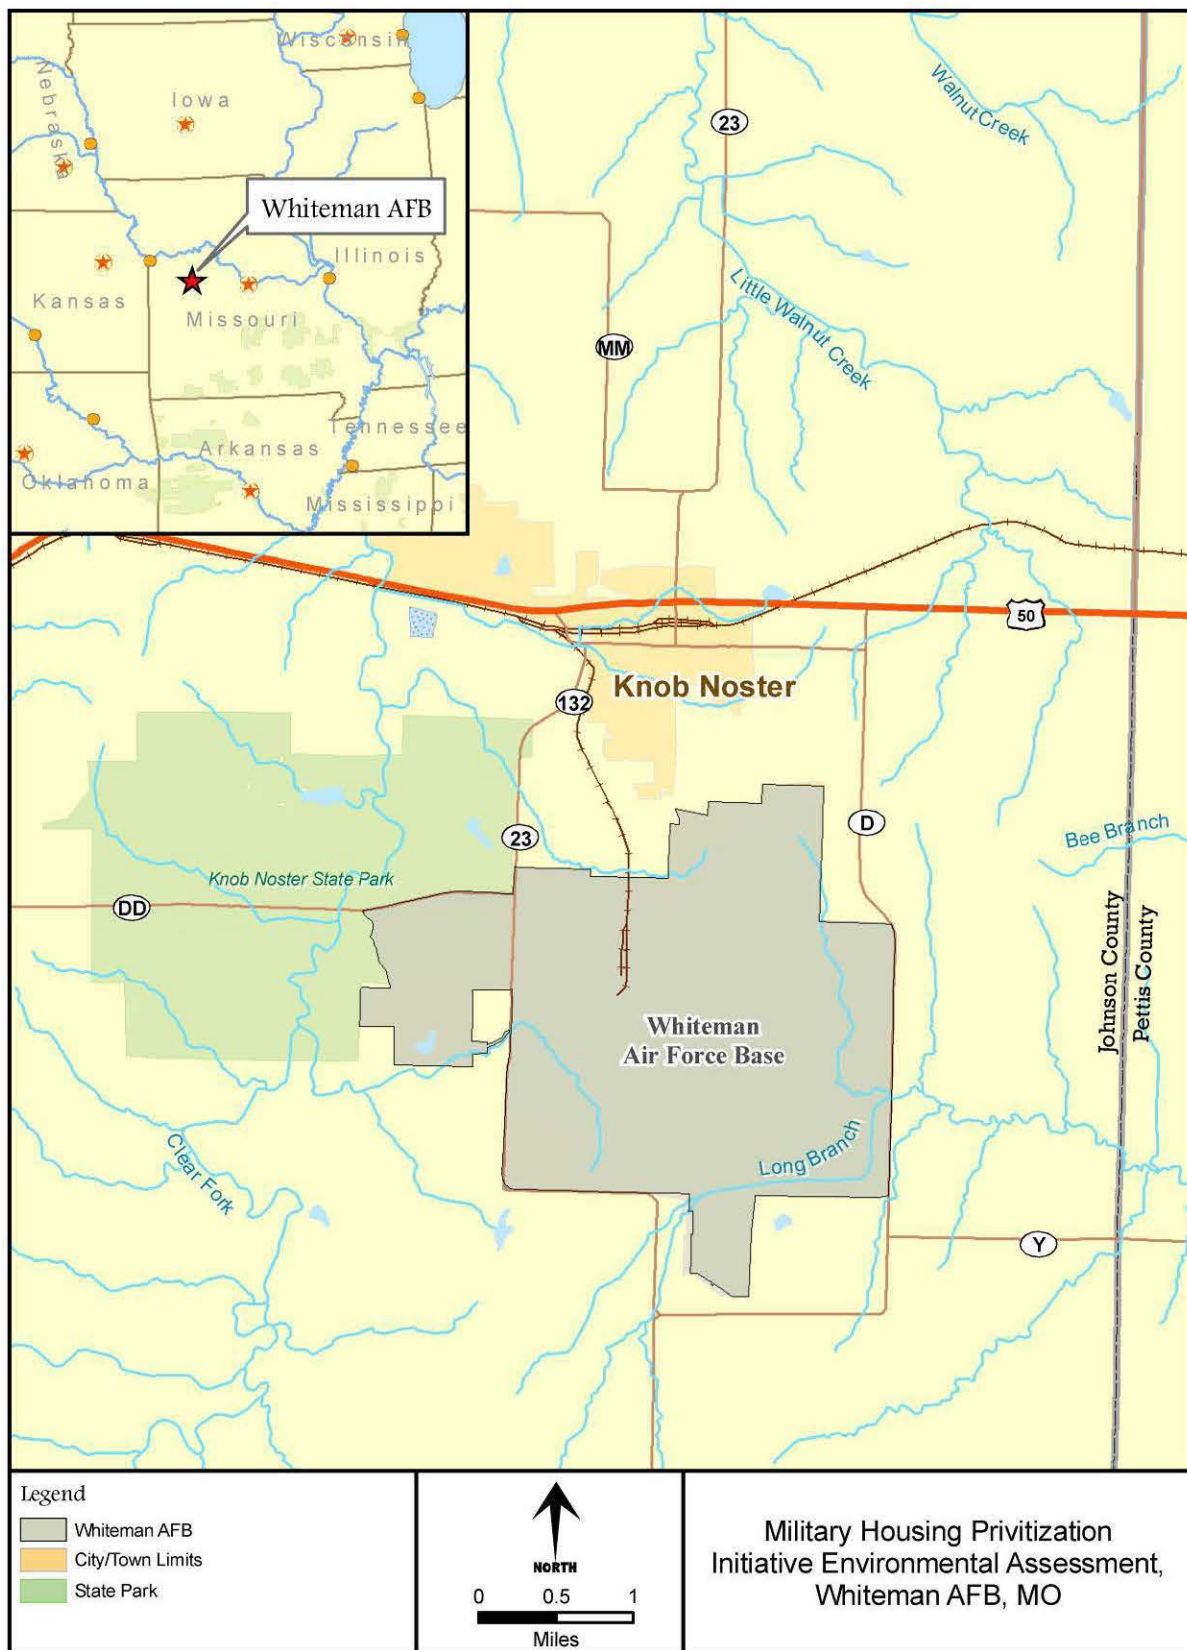 Wisconsin
Nebraska
Iowa
Whiteman AFB
Illinois
Kansas
Missouri
Tennessee
Arkansas
Oklahoma
Mississippi
23
Walnut Creek
Little Walnut Creek
MM
50
Knob Noster
132
23
D
Bee Branch
Knob Noster State Park
DD
Johnson County
Pettis County
Whiteman
Air Force Base
Long Branch
Clear Fork
Y
Legend
Whiteman AFB
City/Town Limits
State Park
NORTH
0 0.5 1
Miles
Military Housing Privitization
Initiative Environmental Assessment,
Whiteman AFB, MO